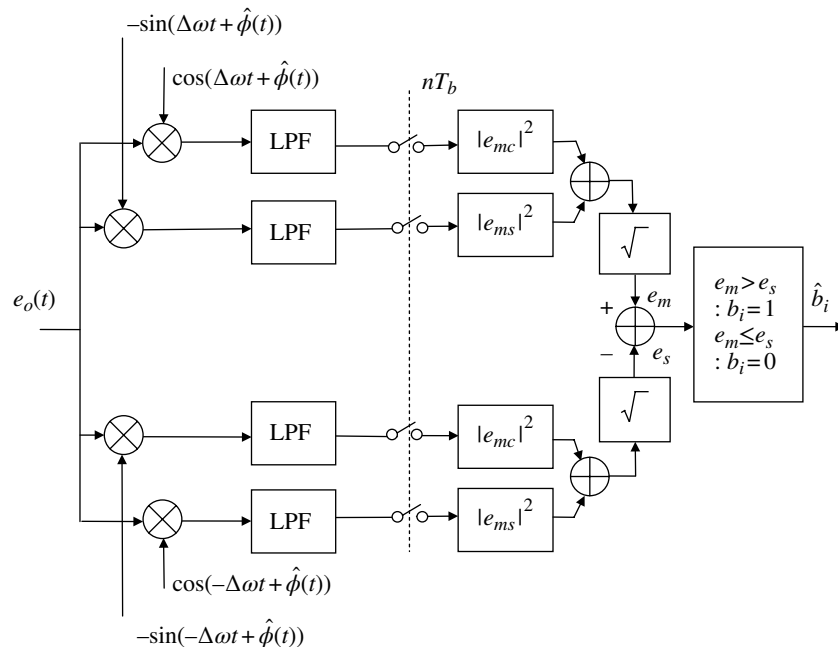 −sin(Δωt + ϕ̂(t))
cos(Δωt + ϕ̂(t))
nT_b
LPF
|e_mc|²
LPF
|e_ms|²
√
e_o(t)
+
e_m
−
e_s
e_m > e_s
: b_i = 1
e_m ≤ e_s
: b_i = 0
b̂_i
√
LPF
|e_mc|²
LPF
|e_ms|²
cos(−Δωt + ϕ̂(t))
−sin(−Δωt + ϕ̂(t))